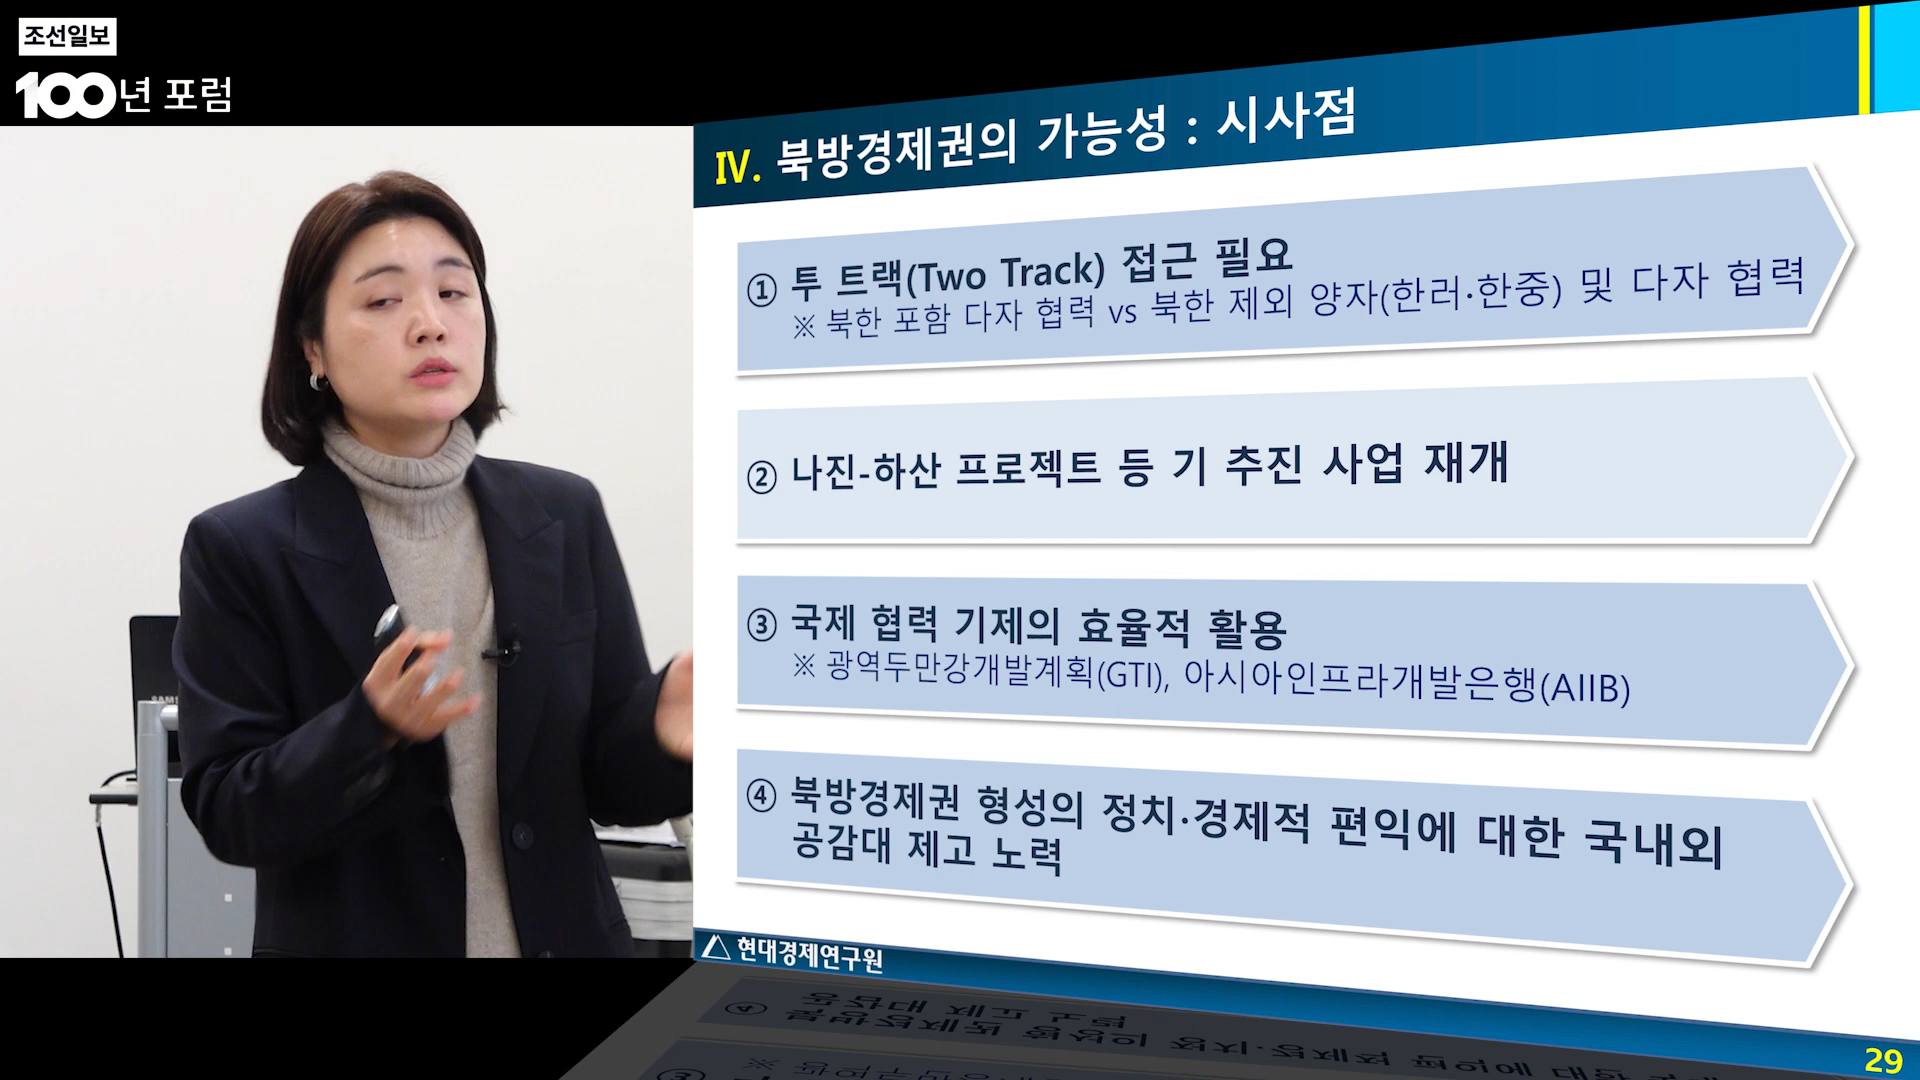 조선일보
100년 포럼
IV. 북방경제권의 가능성 : 시사점
① 투 트랙(Two Track) 접근 필요
※ 북한 포함 다자 협력 vs 북한 제외 양자(한러·한중) 및 다자 협력
② 나진-하산 프로젝트 등 기 추진 사업 재개
③ 국제 협력 기제의 효율적 활용
※ 광역두만강개발계획(GTI), 아시아인프라개발은행(AIIB)
④ 북방경제권 형성의 정치·경제적 편익에 대한 국내외
공감대 제고 노력
현대경제연구원
29